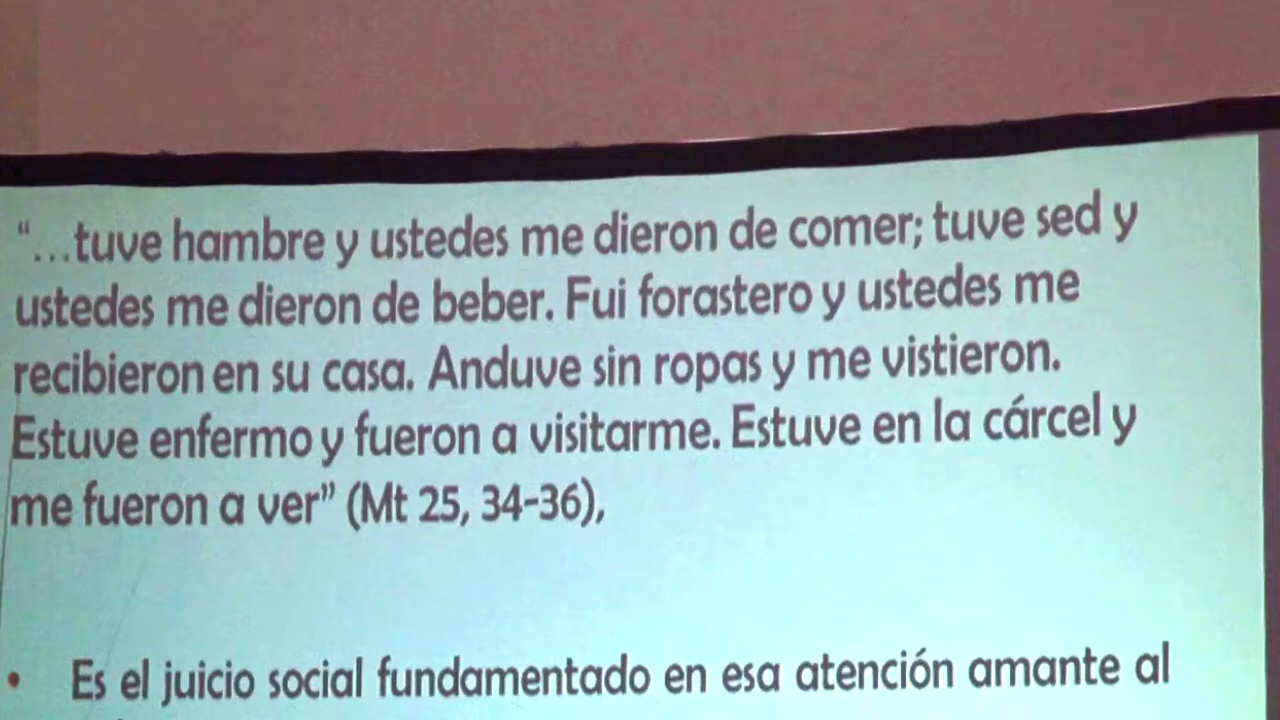 “...tuve hambre y ustedes me dieron de comer; tuve sed y
ustedes me dieron de beber. Fui forastero y ustedes me
recibieron en su casa. Anduve sin ropas y me vistieron.
Estuve enfermo y fueron a visitarme. Estuve en la cárcel y
me fueron a ver” (Mt 25, 34-36),
• Es el juicio social fundamentado en esa atención amante al